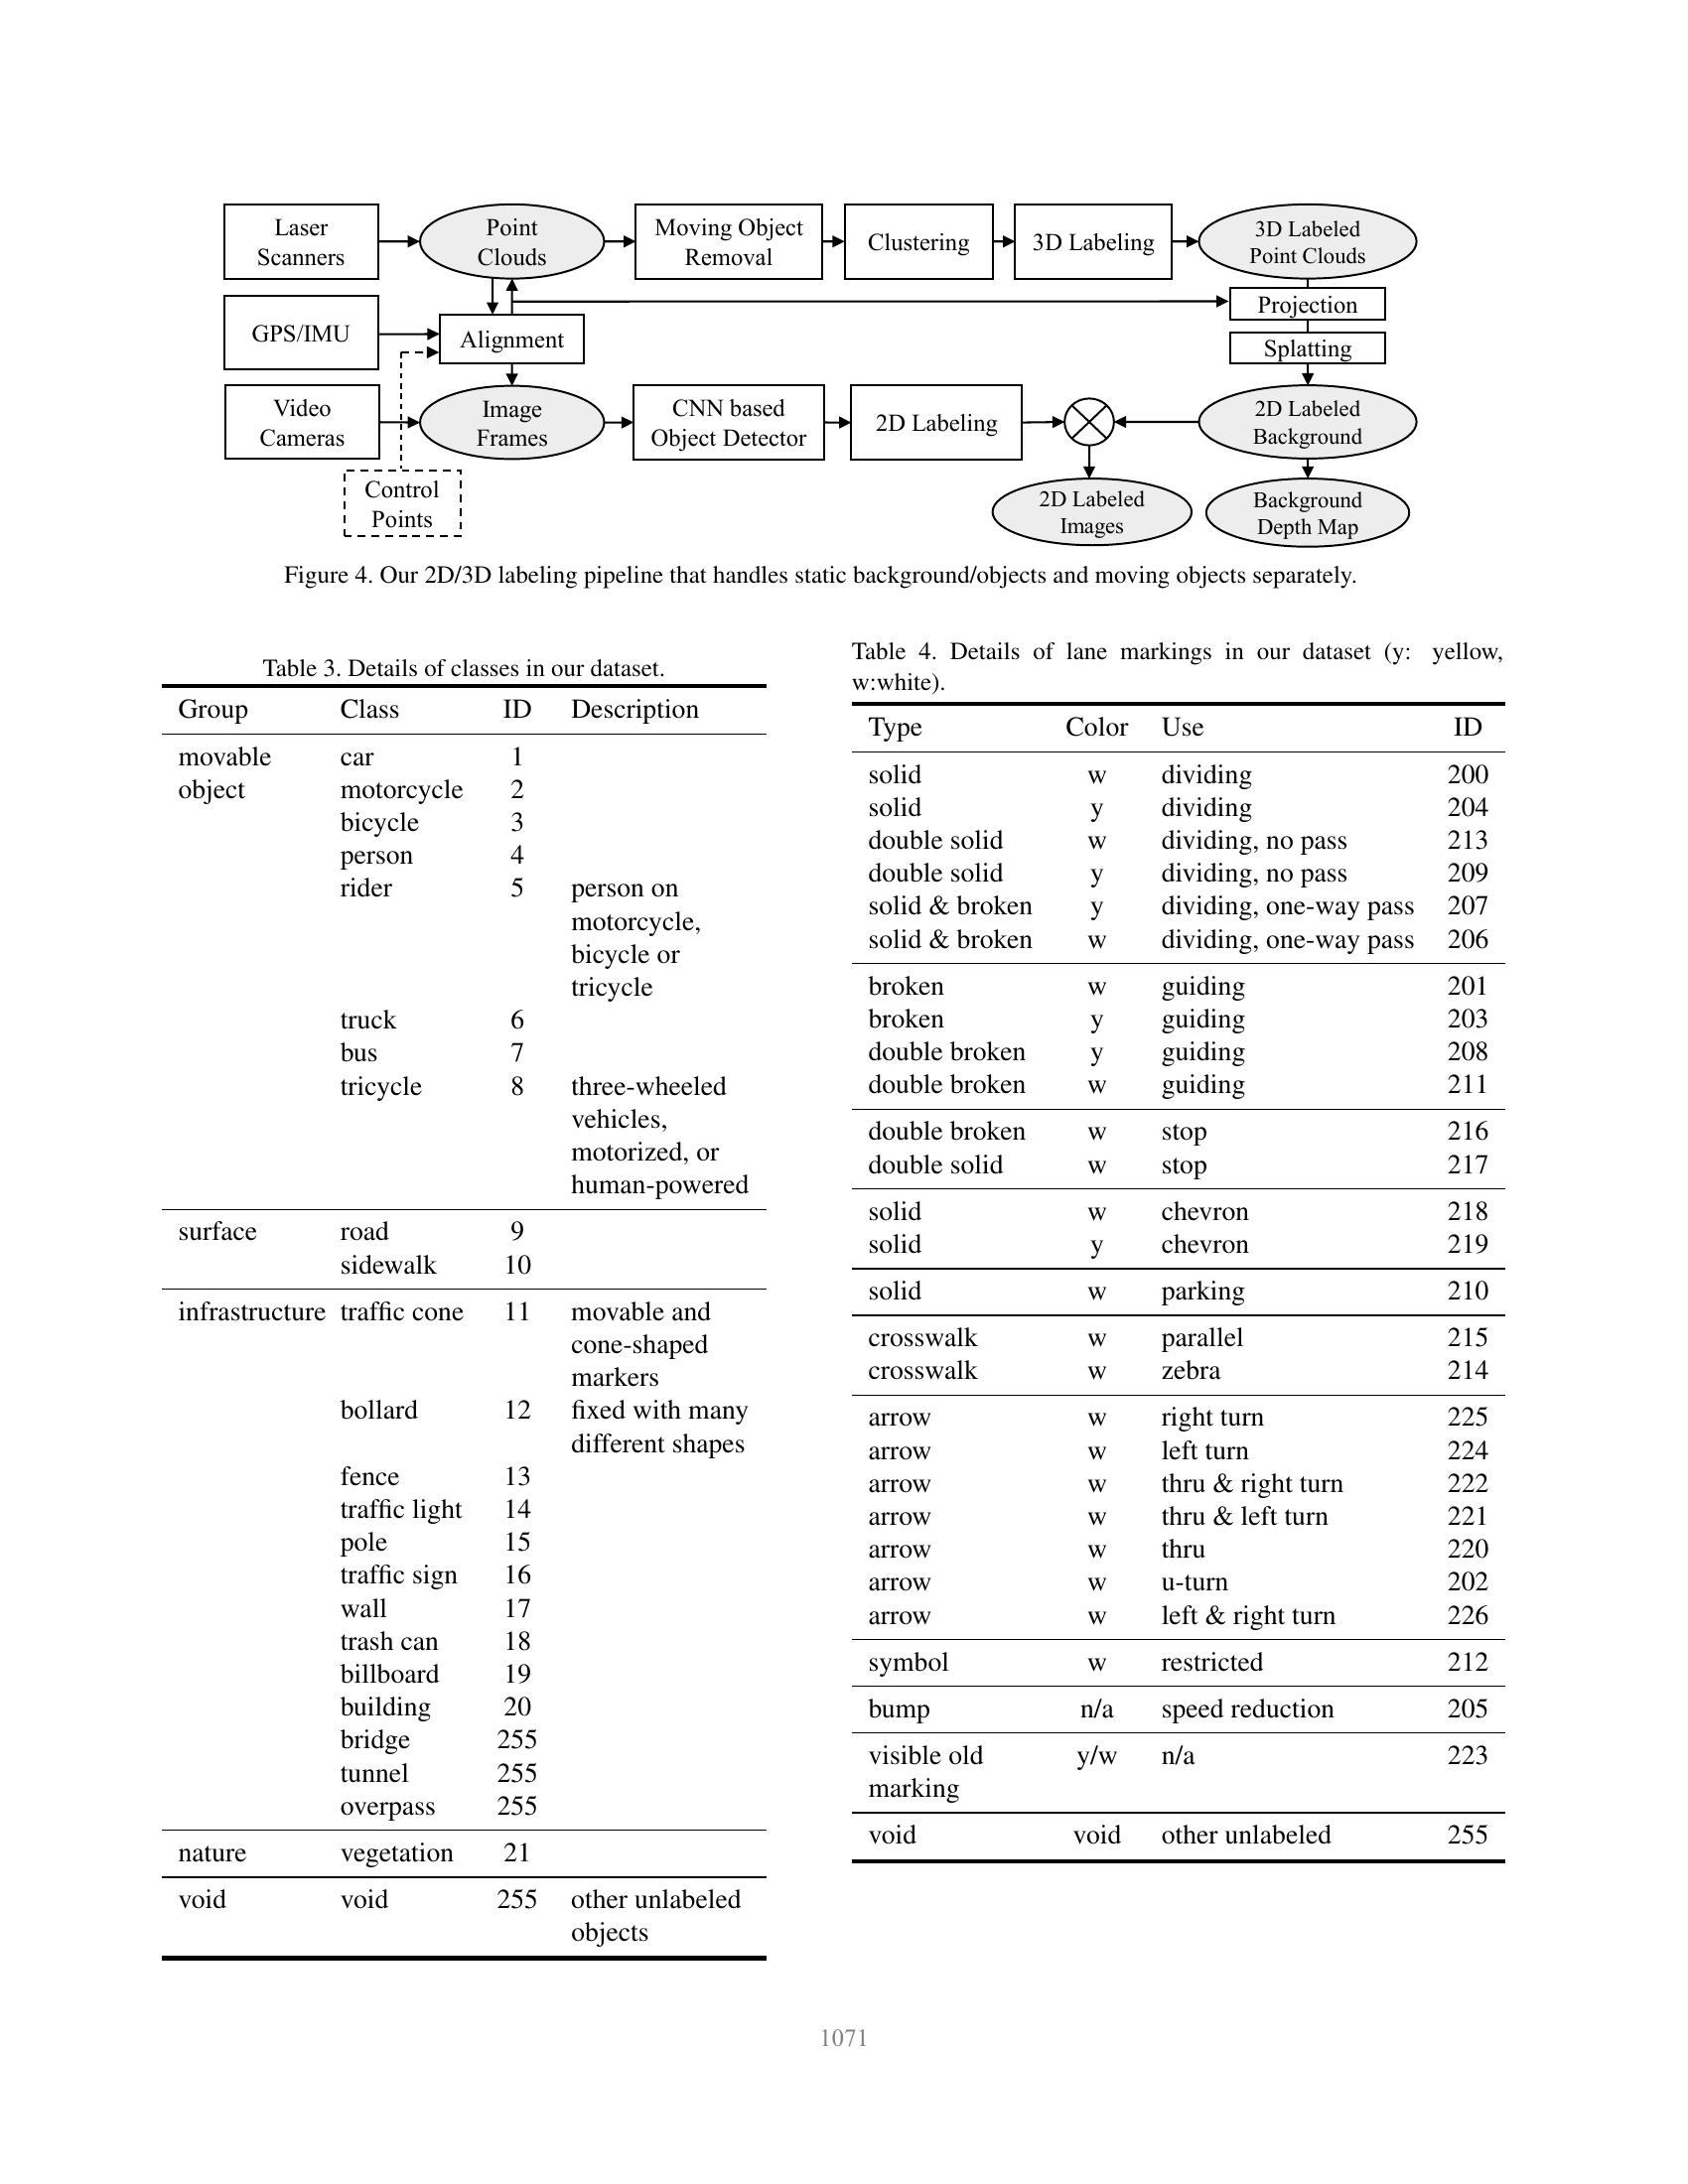 Laser
Scanners
Point
Clouds
Moving Object
Removal
Clustering
3D Labeling
3D Labeled
Point Clouds
GPS/IMU
Alignment
Projection
Splatting
Video
Cameras
Image
Frames
CNN based
Object Detector
2D Labeling
2D Labeled
Background
Control
Points
2D Labeled
Images
Background
Depth Map
Figure 4. Our 2D/3D labeling pipeline that handles static background/objects and moving objects separately.
Table 3. Details of classes in our dataset.
Group Class ID Description
movable car 1
object motorcycle 2
bicycle 3
person 4
rider 5 person on
motorcycle,
bicycle or
tricycle
truck 6
bus 7
tricycle 8 three-wheeled
vehicles,
motorized, or
human-powered
surface road 9
sidewalk 10
infrastructure traffic cone 11 movable and
cone-shaped
markers
bollard 12 fixed with many
different shapes
fence 13
traffic light 14
pole 15
traffic sign 16
wall 17
trash can 18
billboard 19
building 20
bridge 255
tunnel 255
overpass 255
nature vegetation 21
void void 255 other unlabeled
objects
Table 4. Details of lane markings in our dataset (y: yellow,
w:white).
Type Color Use ID
solid w dividing 200
solid y dividing 204
double solid w dividing, no pass 213
double solid y dividing, no pass 209
solid & broken y dividing, one-way pass 207
solid & broken w dividing, one-way pass 206
broken w guiding 201
broken y guiding 203
double broken y guiding 208
double broken w guiding 211
double broken w stop 216
double solid w stop 217
solid w chevron 218
solid y chevron 219
solid w parking 210
crosswalk w parallel 215
crosswalk w zebra 214
arrow w right turn 225
arrow w left turn 224
arrow w thru & right turn 222
arrow w thru & left turn 221
arrow w thru 220
arrow w u-turn 202
arrow w left & right turn 226
symbol w restricted 212
bump n/a speed reduction 205
visible old y/w n/a 223
marking
void void other unlabeled 255
1071